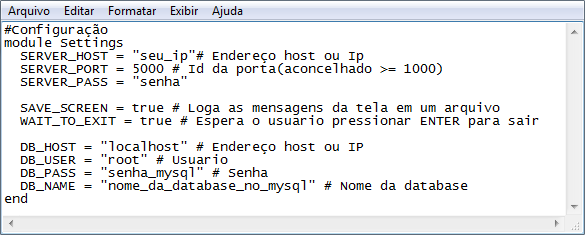 Arquivo Editar Formatar Exibir Ajuda
#Configuração
module Settings
  SERVER_HOST = "seu_ip"# Endereço host ou Ip
  SERVER_PORT = 5000 # Id da porta(aconcelhado >= 1000)
  SERVER_PASS = "senha"

  SAVE_SCREEN = true # Loga as mensagens da tela em um arquivo
  WAIT_TO_EXIT = true # Espera o usuario pressionar ENTER para sair

  DB_HOST = "localhost" # Endereço host ou IP
  DB_USER = "root" # Usuario
  DB_PASS = "senha_mysql" # Senha
  DB_NAME = "nome_da_database_no_mysql" # Nome da database
end